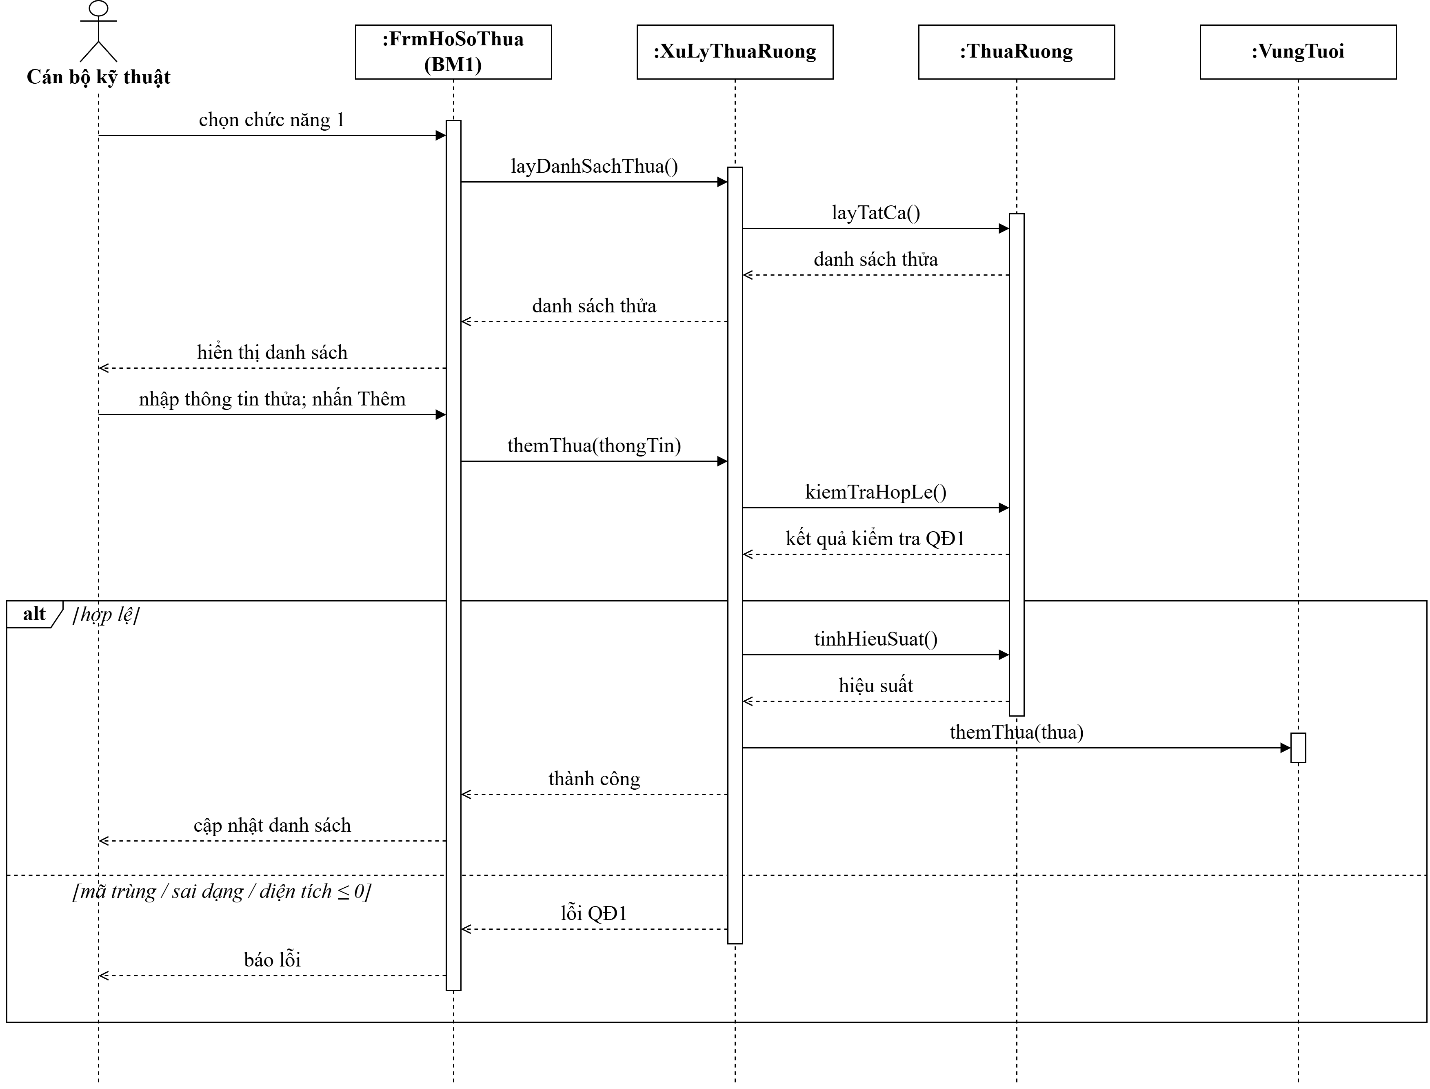 Cán bộ kỹ thuật
:FrmHoSoThua
(BM1)
:XuLyThuaRuong
:ThuaRuong
:VungTuoi
chọn chức năng 1
layDanhSachThua()
layTatCa()
danh sách thửa
danh sách thửa
hiển thị danh sách
nhập thông tin thửa; nhấn Thêm
themThua(thongTin)
kiemTraHopLe()
kết quả kiểm tra QĐ1
alt
[hợp lệ]
tinhHieuSuat()
hiệu suất
themThua(thua)
thành công
cập nhật danh sách
[mã trùng / sai dạng / diện tích ≤ 0]
lỗi QĐ1
báo lỗi